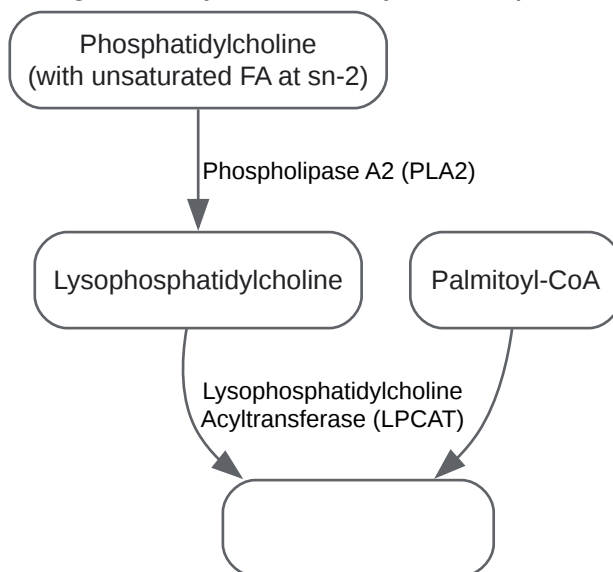 Phosphatidylcholine
(with unsaturated FA at sn-2)
Phospholipase A2 (PLA2)
Lysophosphatidylcholine
Palmitoyl-CoA
Lysophosphatidylcholine
Acyltransferase (LPCAT)